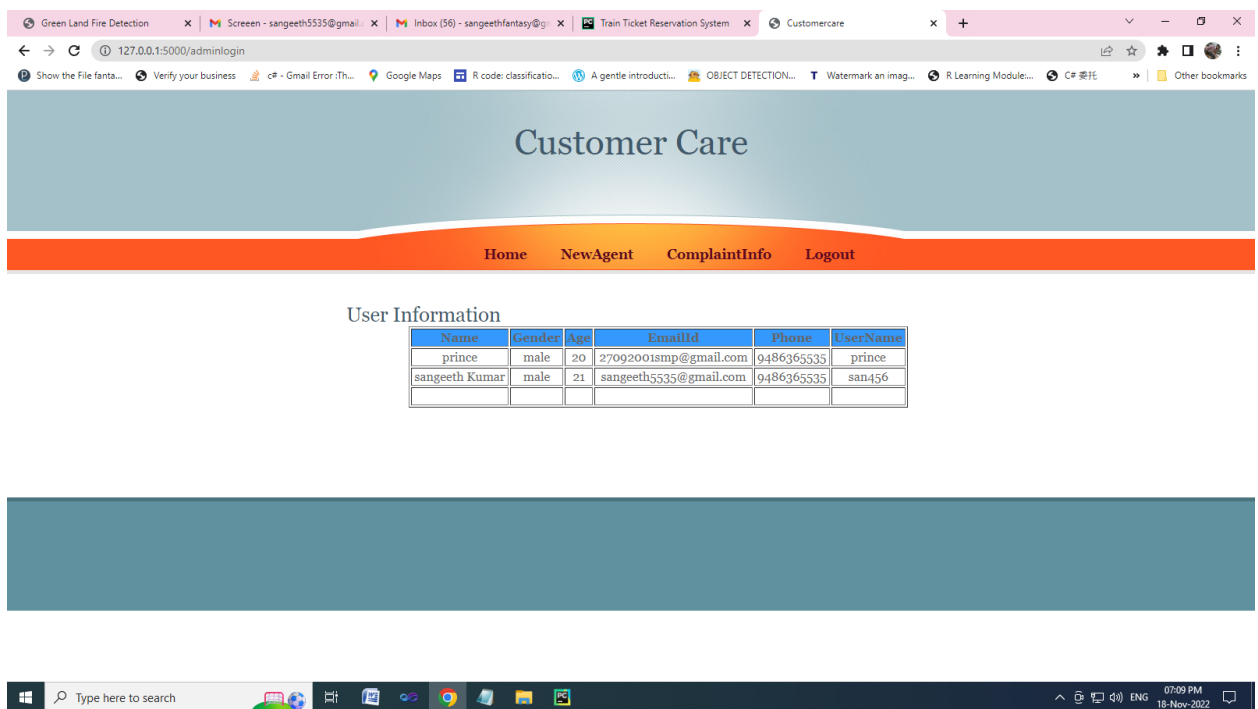 Green Land Fire Detection Screeen - sangeeth5535@gmail. Inbox (56) - sangeethfantasy@g Train Ticket Reservation System Customercare
127.0.0.1:5000/adminlogin
Show the File fanta... Verify your business c# - Gmail Error :Th... Google Maps R code: classificatio... A gentle introducti... OBJECT DETECTION... Watermark an imag... R Learning Module:... C# 委托 » Other bookmarks
Customer Care
Home NewAgent ComplaintInfo Logout
User Information
Name Gender Age EmailId Phone UserName
prince male 20 27092001smp@gmail.com 9486365535 prince
sangeeth Kumar male 21 sangeeth5535@gmail.com 9486365535 san456
Type here to search ENG 07:09 PM
18-Nov-2022